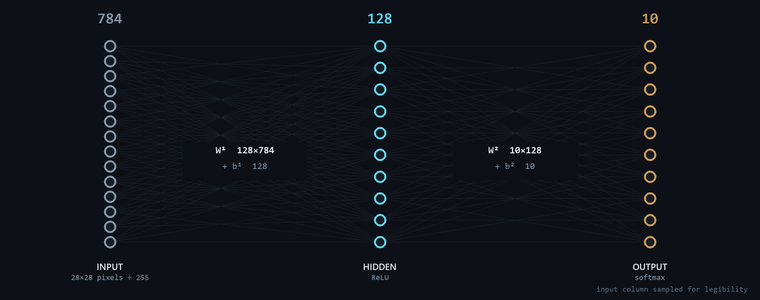 784
128
10
W¹ 128×784
+ b¹ 128
W² 10×128
+ b² 10
INPUT
28×28 pixels ÷ 255
HIDDEN
ReLU
OUTPUT
softmax
input column sampled for legibility